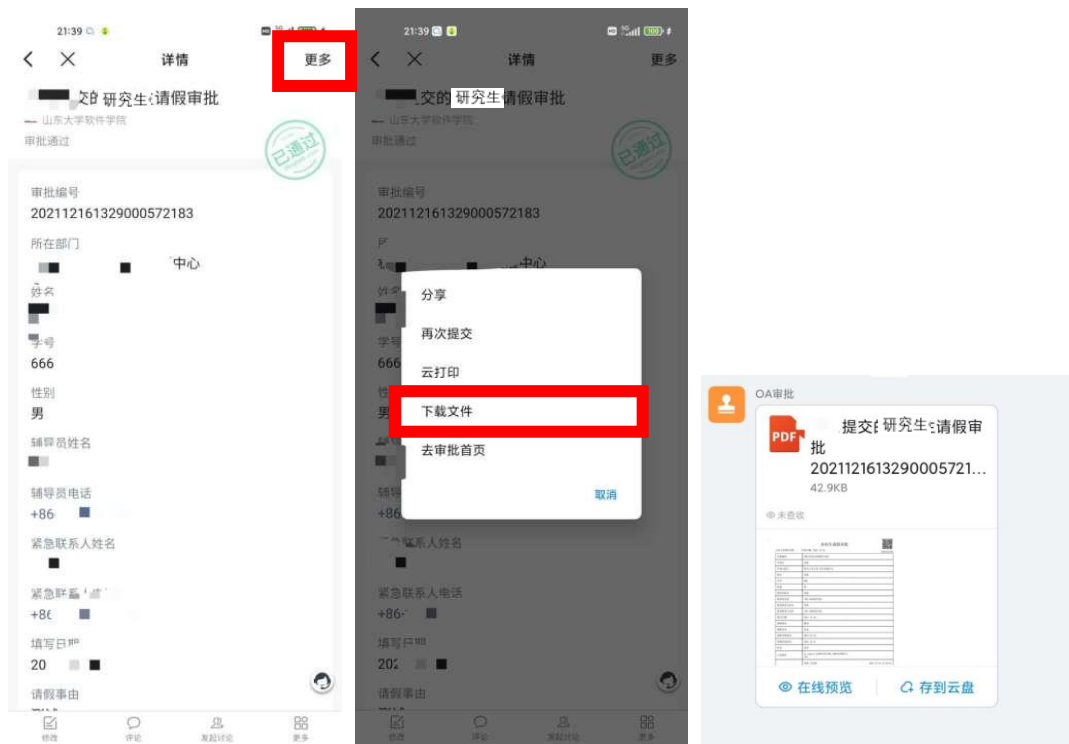 21:39
详情
更多
研究生请假审批
山东大学软件学院
审批通过
已通过
审批编号
202112161329000572183
所在部门
中心
姓名
学号
666
性别
男
辅导员姓名
辅导员电话
+86
紧急联系人姓名
+86
填写日期
20
请假事由
修改
评论
发起讨论
更多
21:39
详情
更多
交的研究生请假审批
山东大学软件学院
审批通过
已通过
审批编号
202112161329000572183
中心
姓名
学号
666
男
+86
系人姓名
紧急联系人电话
+86-
填写日期
202
请假事由
修改
评论
发起讨论
更多
分享
再次提交
云打印
下载文件
去审批首页
取消
OA审批
PDF
提交研究生请假审
批
2021121613290005721...
42.9KB
未查收
在线预览
存到云盘